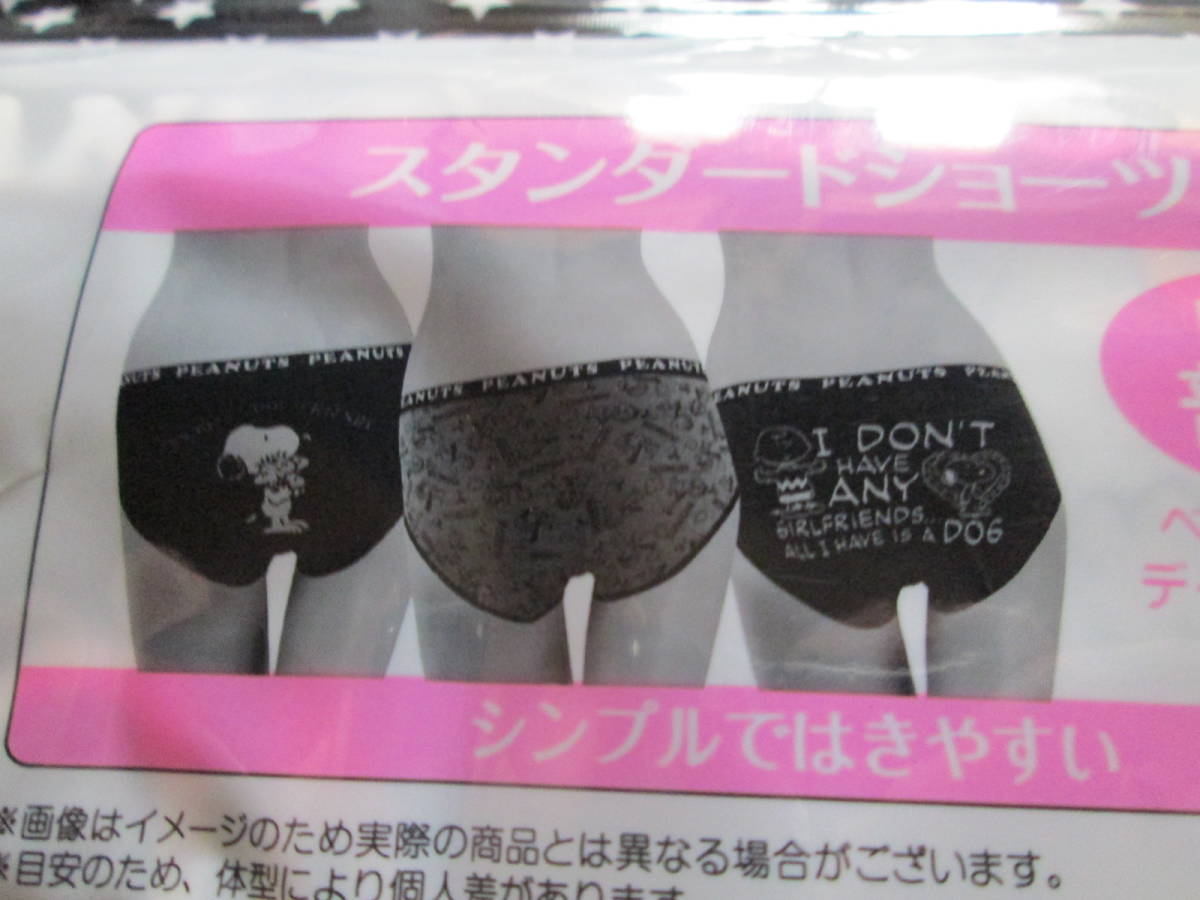 スタンダードショーツ
PEANUTS PEANUTS
PEANUTS
PEANUTS
I DON'T
HAVE
ANY
GIRLFRIENDS..
ALL I HAVE IS A DOG
シンプルではきやすい
※画像はイメージのため実際の商品とは異なる場合がございます。
※目安のため、体型により個人差があります